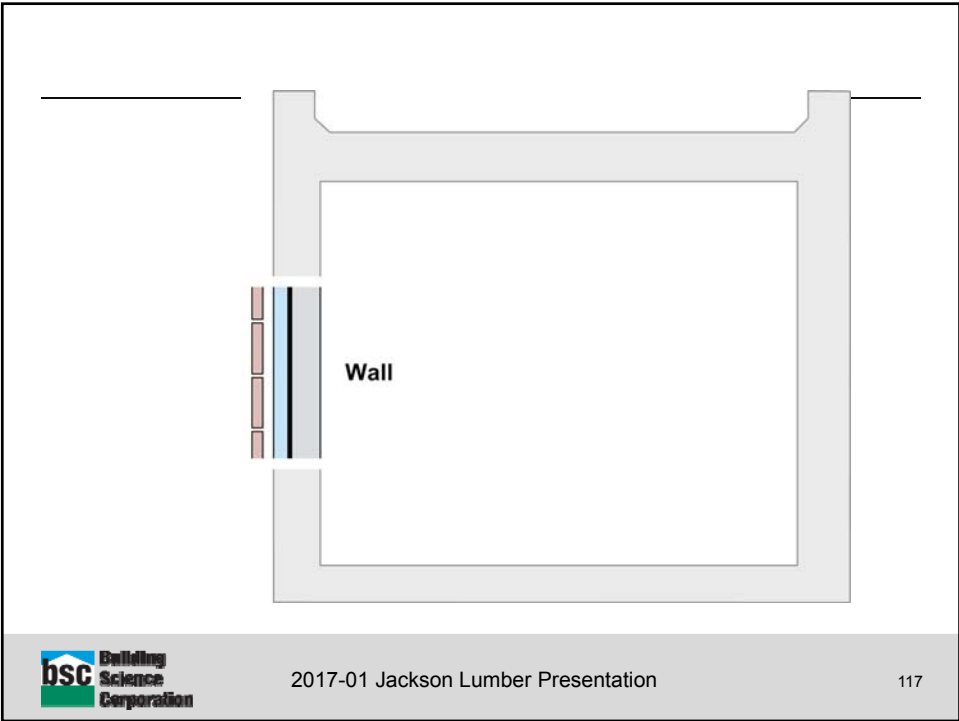 Wall
bsc
Building
Science
Corporation
2017-01 Jackson Lumber Presentation
117